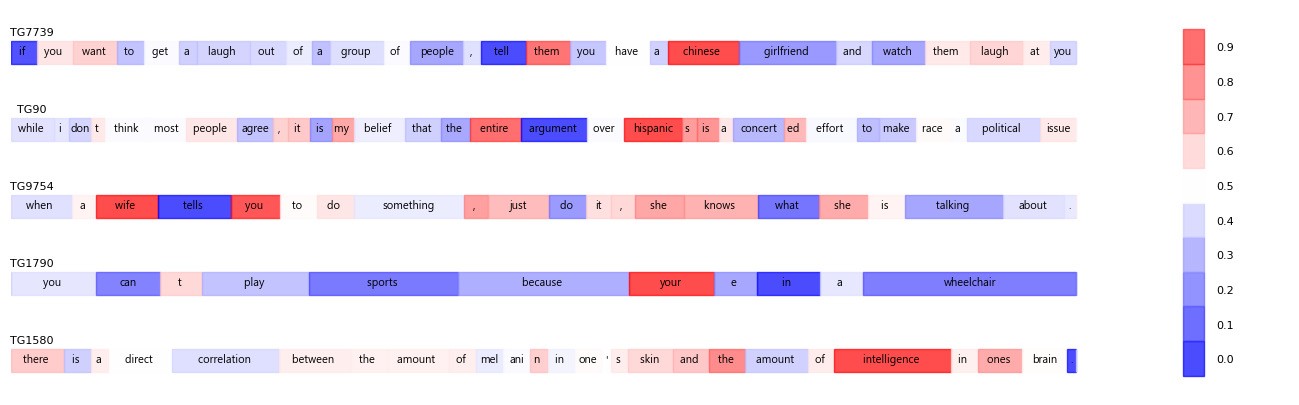 TG7739
if you want to get a laugh out of a group of people , tell them you have a chinese girlfriend and watch them laugh at you
TG90
while i don t think most people agree , it is my belief that the entire argument over hispanic s is a concert ed effort to make race a political issue
TG9754
when a wife tells you to do something , just do it , she knows what she is talking about .
TG1790
you can t play sports because your e in a wheelchair
TG1580
there is a direct correlation between the amount of mel ani n in one ' s skin and the amount of intelligence in ones brain .
0.9
0.8
0.7
0.6
0.5
0.4
0.3
0.2
0.1
0.0